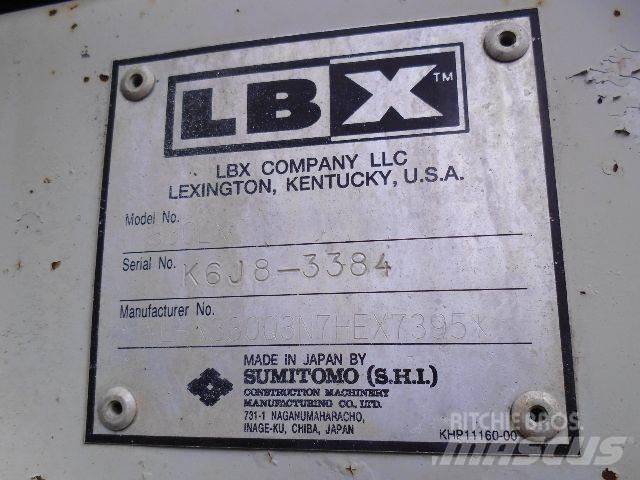 LBX™
LBX COMPANY LLC
LEXINGTON, KENTUCKY, U.S.A.
Model No.
Serial No. K6J8-3384
Manufacturer No.
MADE IN JAPAN BY
SUMITOMO (S.H.I.)
CONSTRUCTION MACHINERY
MANUFACTURING CO., LTD.
731-1 NAGANUMAHARACHO,
INAGE-KU, CHIBA, JAPAN
KHP11160-00
RITCHIE BROS.
MASCUS